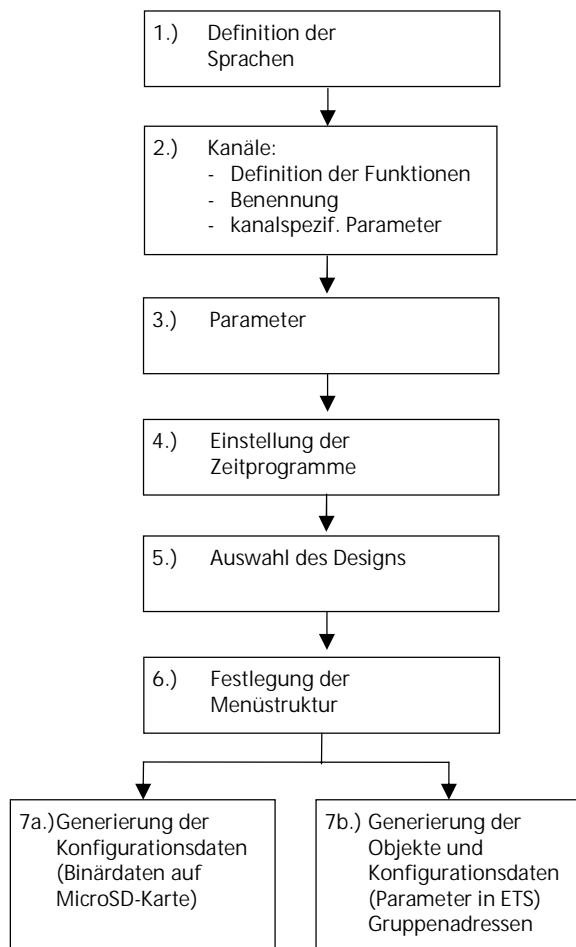 1.) Definition der
Sprachen
2.) Kanäle:
- Definition der Funktionen
- Benennung
- kanalspezif. Parameter
3.) Parameter
4.) Einstellung der
Zeitprogramme
5.) Auswahl des Designs
6.) Festlegung der
Menüstruktur
7a.) Generierung der
Konfigurationsdaten
(Binärdaten auf
MicroSD-Karte)
7b.) Generierung der
Objekte und
Konfigurationsdaten
(Parameter in ETS)
Gruppenadressen